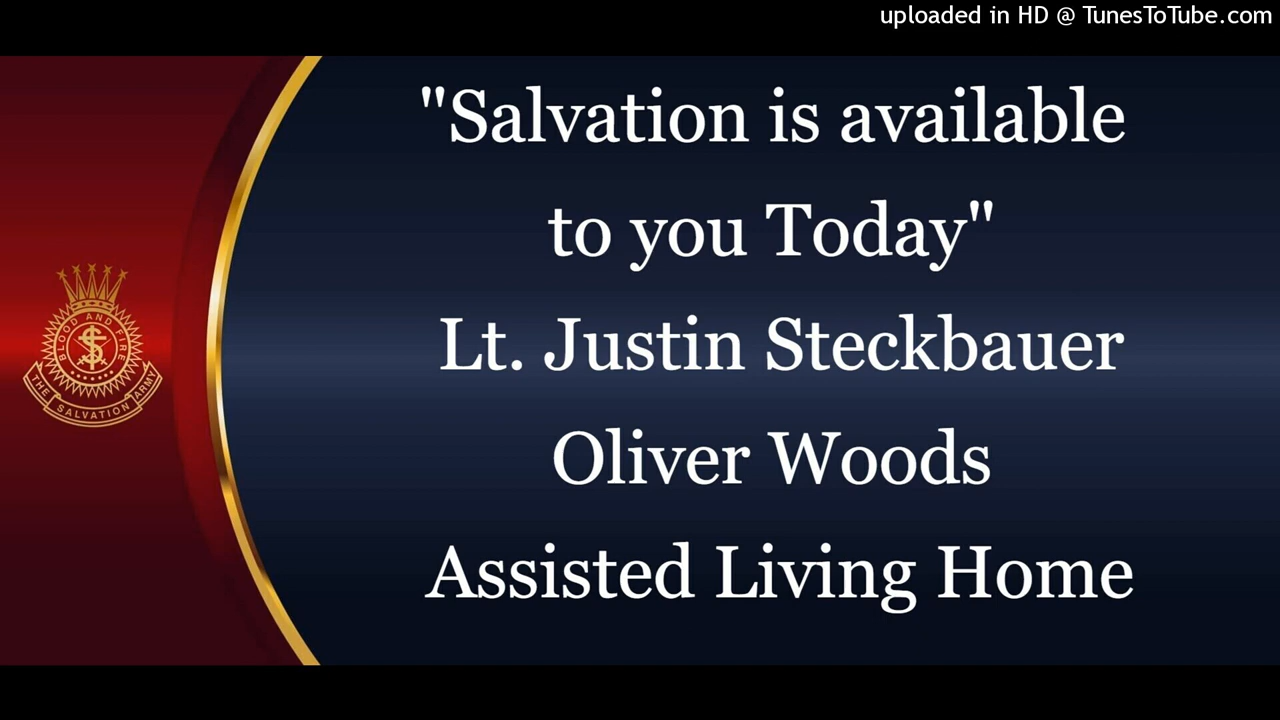 uploaded in HD @ TunesToTube.com
"Salvation is available
to you Today"
Lt. Justin Steckbauer
Oliver Woods
Assisted Living Home
BLOOD AND FIRE
THE SALVATION ARMY